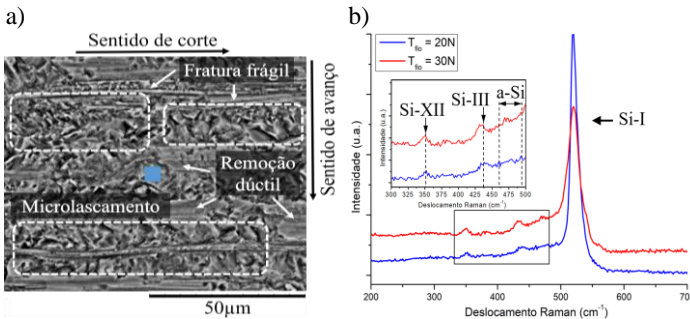 a)
Sentido de corte
Fratura frágil
Sentido de avanço
Remoção
dúctil
Microlascamento
50µm
b)
T_fio = 20N
T_fio = 30N
Si-XII
Si-III
a-Si
Si-I
Intensidade (u.a.)
300 325 350 375 400 425 450 475 500
Deslocamento Raman (cm⁻¹)
Intensidade (u.a.)
200 300 400 500 600 70
Deslocamento Raman (cm⁻¹)